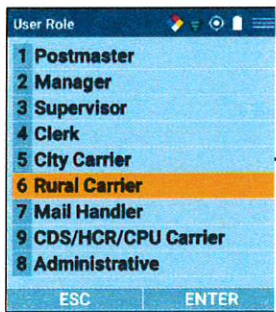 User Role
1 Postmaster
2 Manager
3 Supervisor
4 Clerk
5 City Carrier
6 Rural Carrier
7 Mail Handler
9 CDS/HCR/CPU Carrier
8 Administrative
ESC ENTER